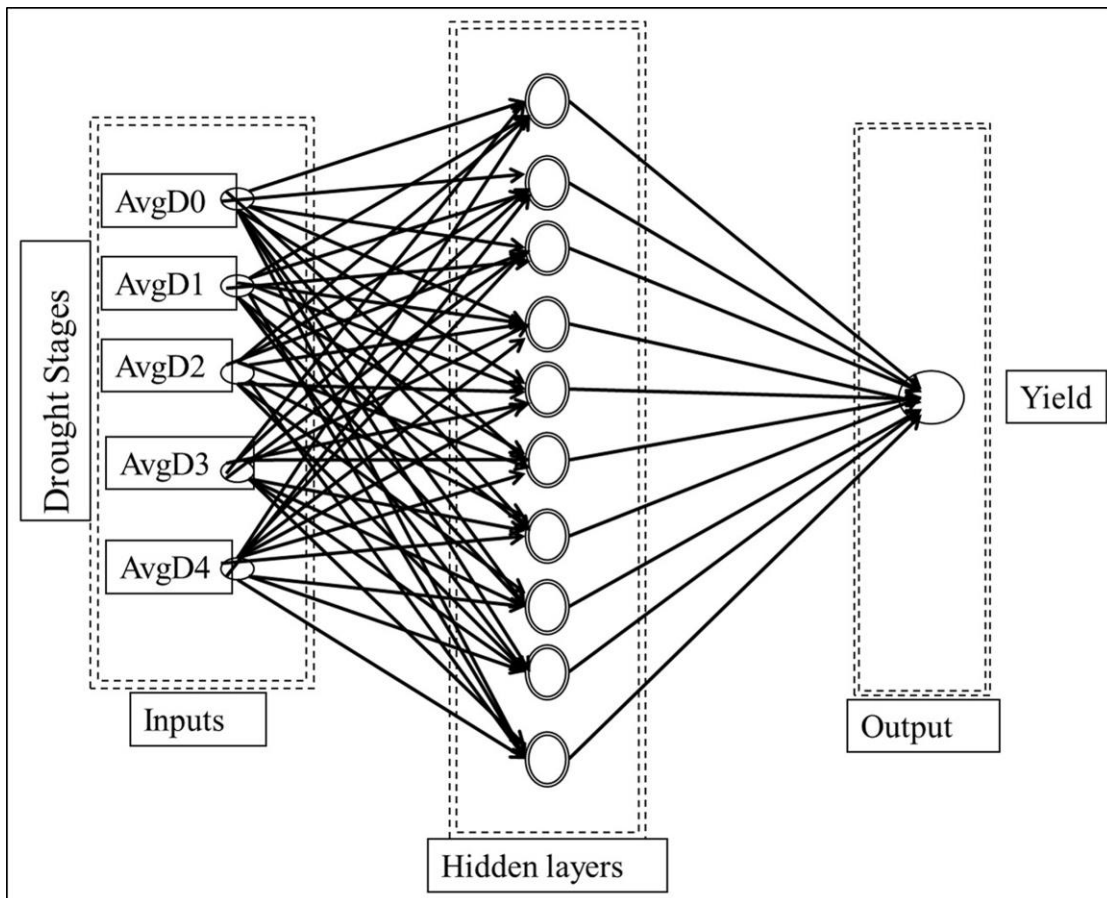 Drought Stages
AvgD0
AvgD1
AvgD2
AvgD3
AvgD4
Inputs
Hidden layers
Yield
Output